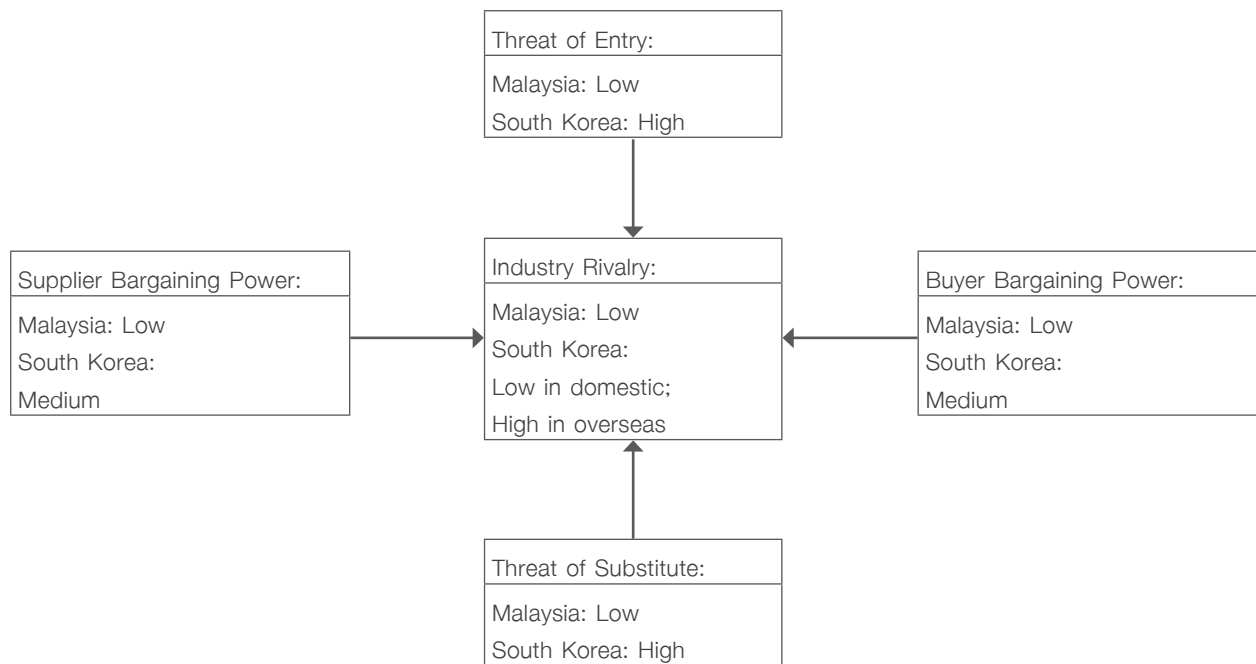 Threat of Entry:
Malaysia: Low
South Korea: High
Supplier Bargaining Power:
Malaysia: Low
South Korea:
Medium
Industry Rivalry:
Malaysia: Low
South Korea:
Low in domestic;
High in overseas
Buyer Bargaining Power:
Malaysia: Low
South Korea:
Medium
Threat of Substitute:
Malaysia: Low
South Korea: High